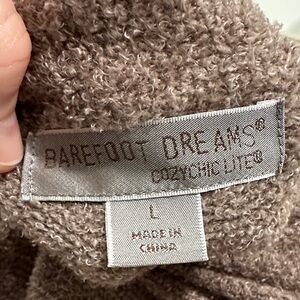 BAREFOOT DREAMS®
COZYCHIC LITE®
L
MADE IN
CHINA